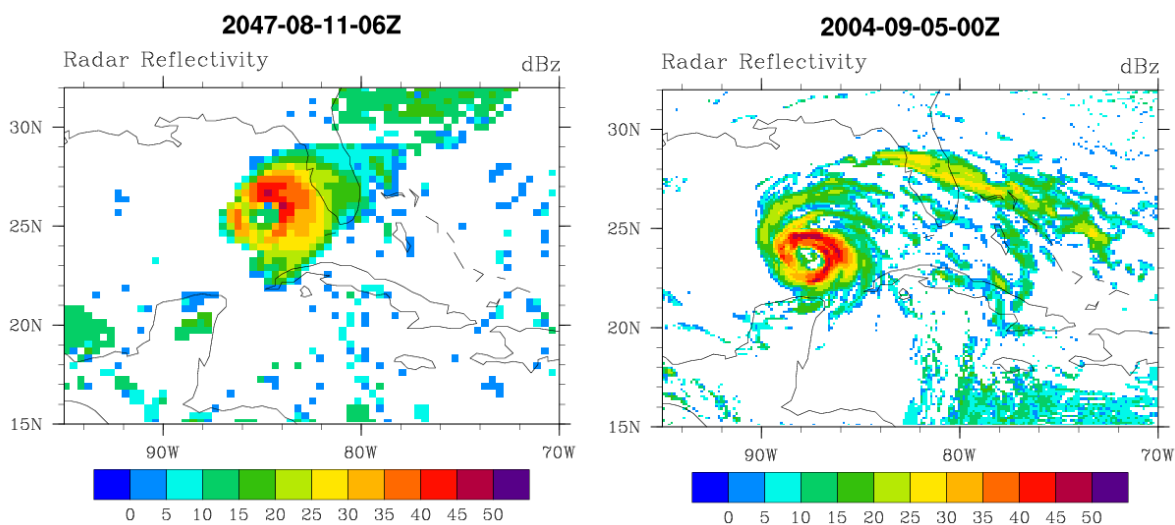 2047-08-11-06Z
Radar Reflectivity dBz
30N
25N
20N
15N
90W 80W 70W
0 5 10 15 20 25 30 35 40 45 50
2004-09-05-00Z
Radar Reflectivity dBz
30N
25N
20N
15N
90W 80W 70W
0 5 10 15 20 25 30 35 40 45 50